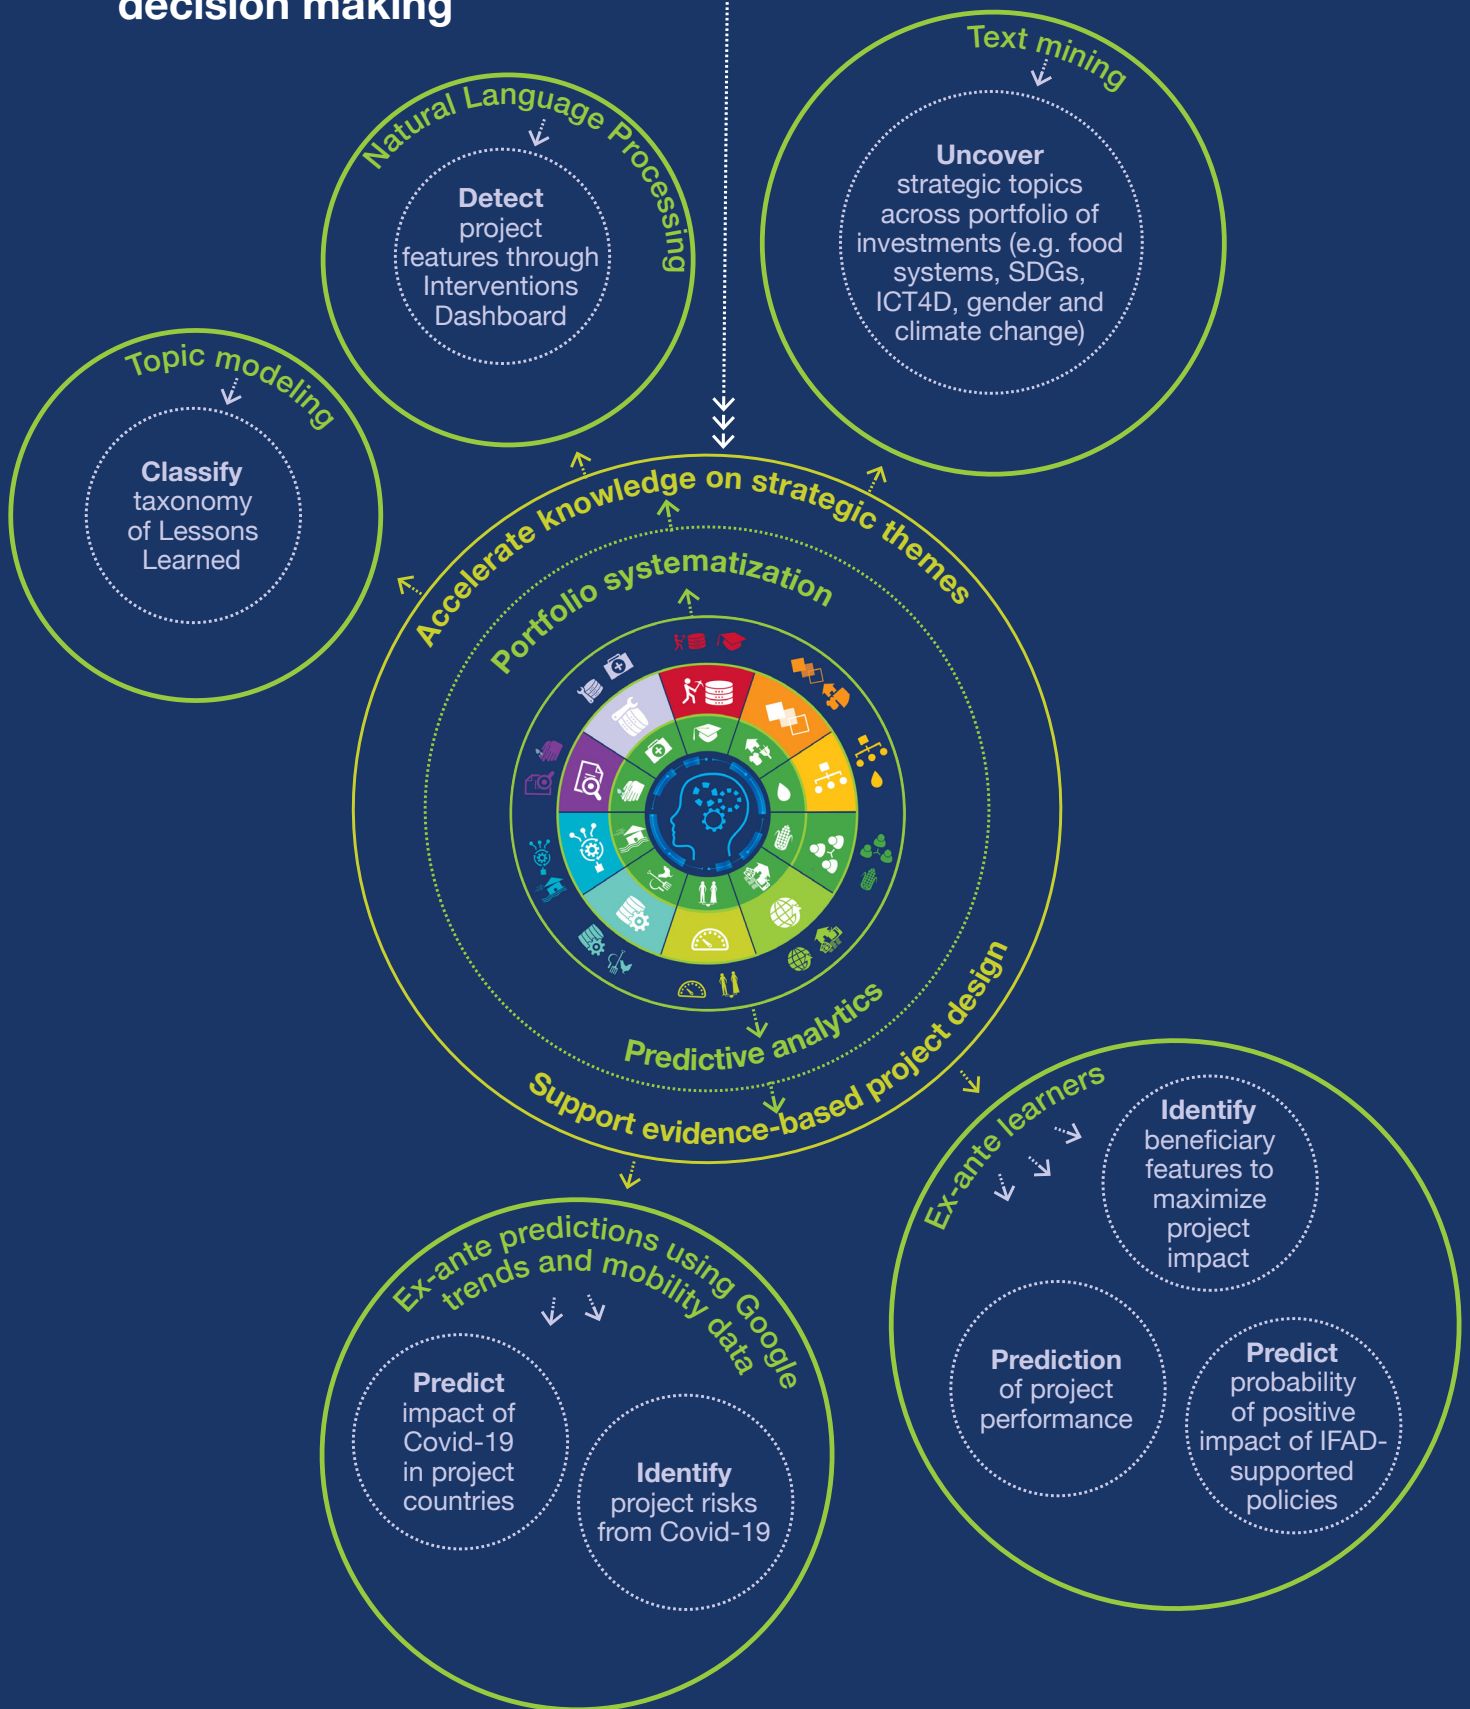 decision making
Text mining
Uncover
strategic topics
across portfolio of
investments (e.g. food
systems, SDGs,
ICT4D, gender and
climate change)
Natural Language Processing
Detect
project
features through
Interventions
Dashboard
Topic modeling
Classify
taxonomy
of Lessons
Learned
Accelerate knowledge on strategic themes
Portfolio systematization
Predictive analytics
Support evidence-based project design
Ex-ante learners
Identify
beneficiary
features to
maximize
project
impact
Prediction
of project
performance
Predict
probability
of positive
impact of IFAD-
supported
policies
Ex-ante predictions using Google
trends and mobility data
Predict
impact of
Covid-19
in project
countries
Identify
project risks
from Covid-19